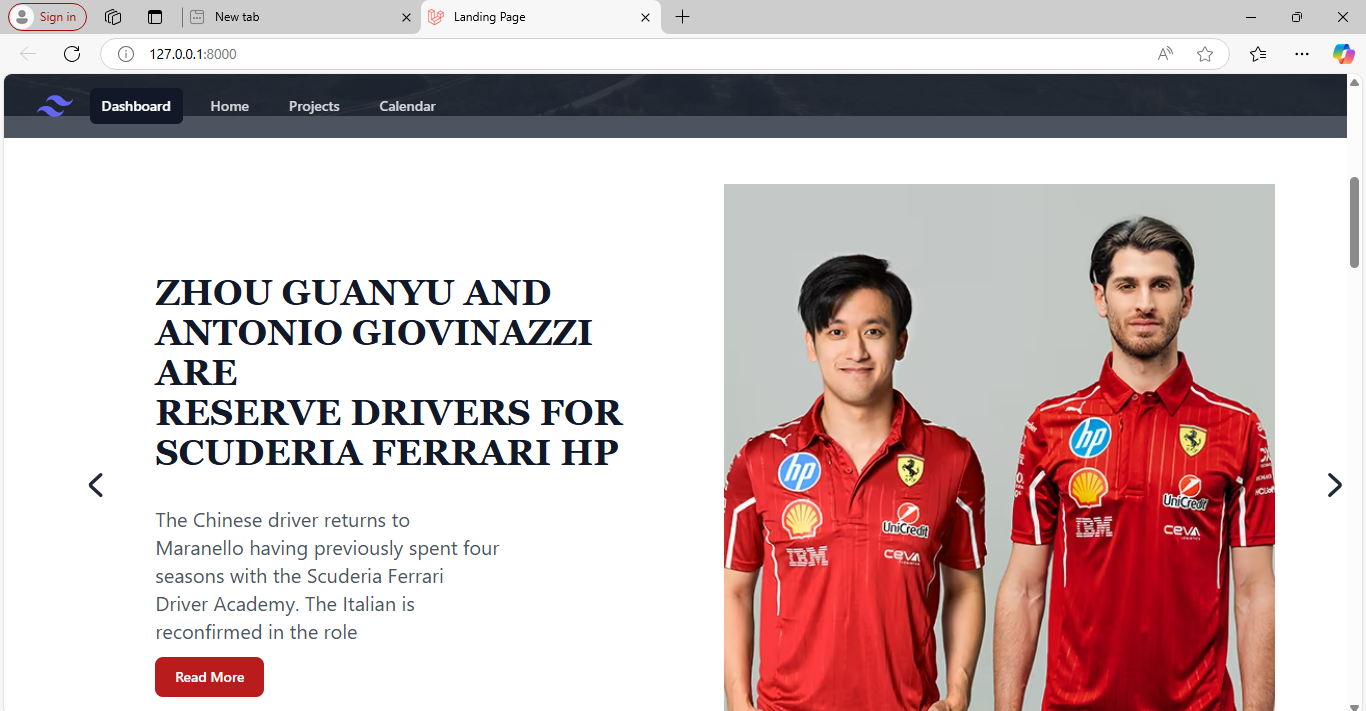 Sign in
New tab
Landing Page
127.0.0.1:8000
Dashboard Home Projects Calendar
ZHOU GUANYU AND
ANTONIO GIOVINAZZI
ARE
RESERVE DRIVERS FOR
SCUDERIA FERRARI HP
The Chinese driver returns to
Maranello having previously spent four
seasons with the Scuderia Ferrari
Driver Academy. The Italian is
reconfirmed in the role
Read More
hp
UniCredit
IBM
ceva
hp
UniCredit
IBM
ceva